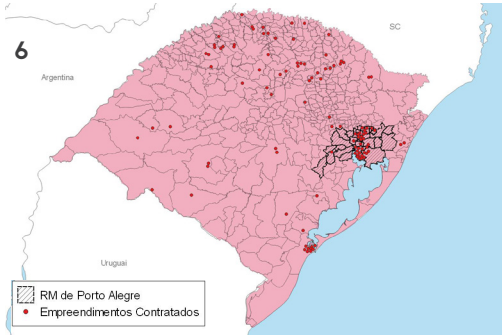 SC
6
Argentina
Uruguai
RM de Porto Alegre
Empreendimentos Contratados